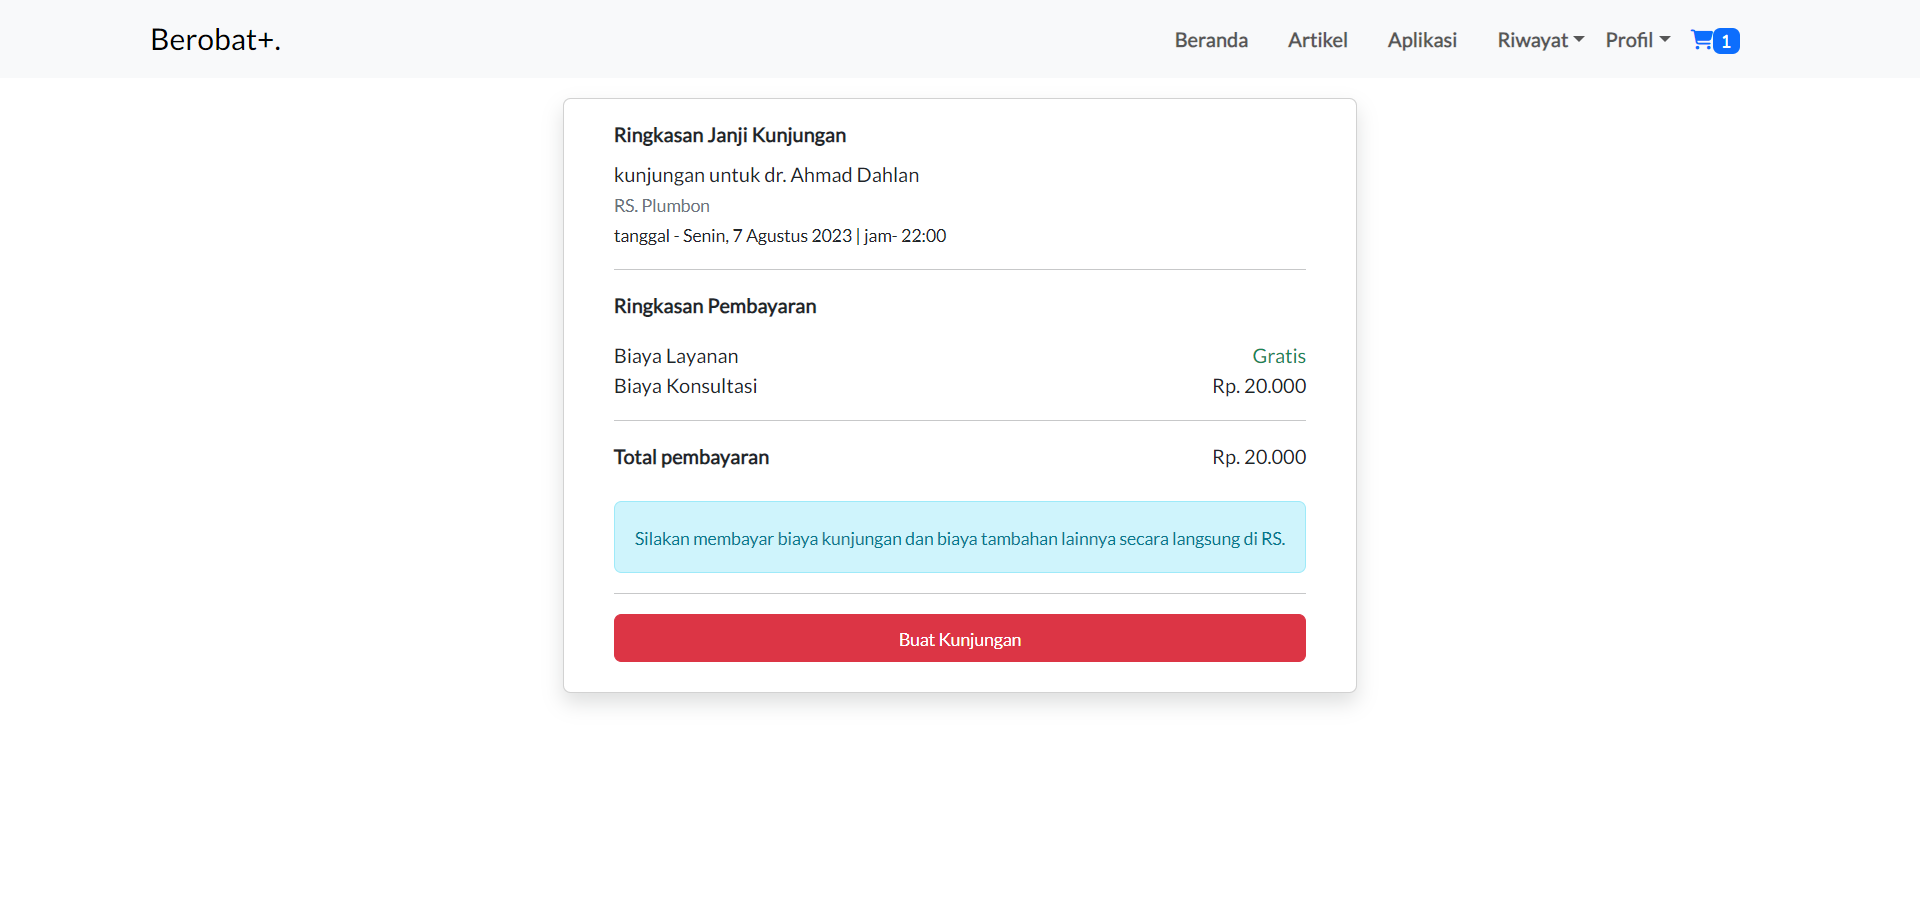 Berobat+.
Beranda Artikel Aplikasi Riwayat Profil 1
Ringkasan Janji Kunjungan
kunjungan untuk dr. Ahmad Dahlan
RS. Plumbon
tanggal - Senin, 7 Agustus 2023 | jam- 22:00
Ringkasan Pembayaran
Biaya Layanan Gratis
Biaya Konsultasi Rp. 20.000
Total pembayaran Rp. 20.000
Silakan membayar biaya kunjungan dan biaya tambahan lainnya secara langsung di RS.
Buat Kunjungan